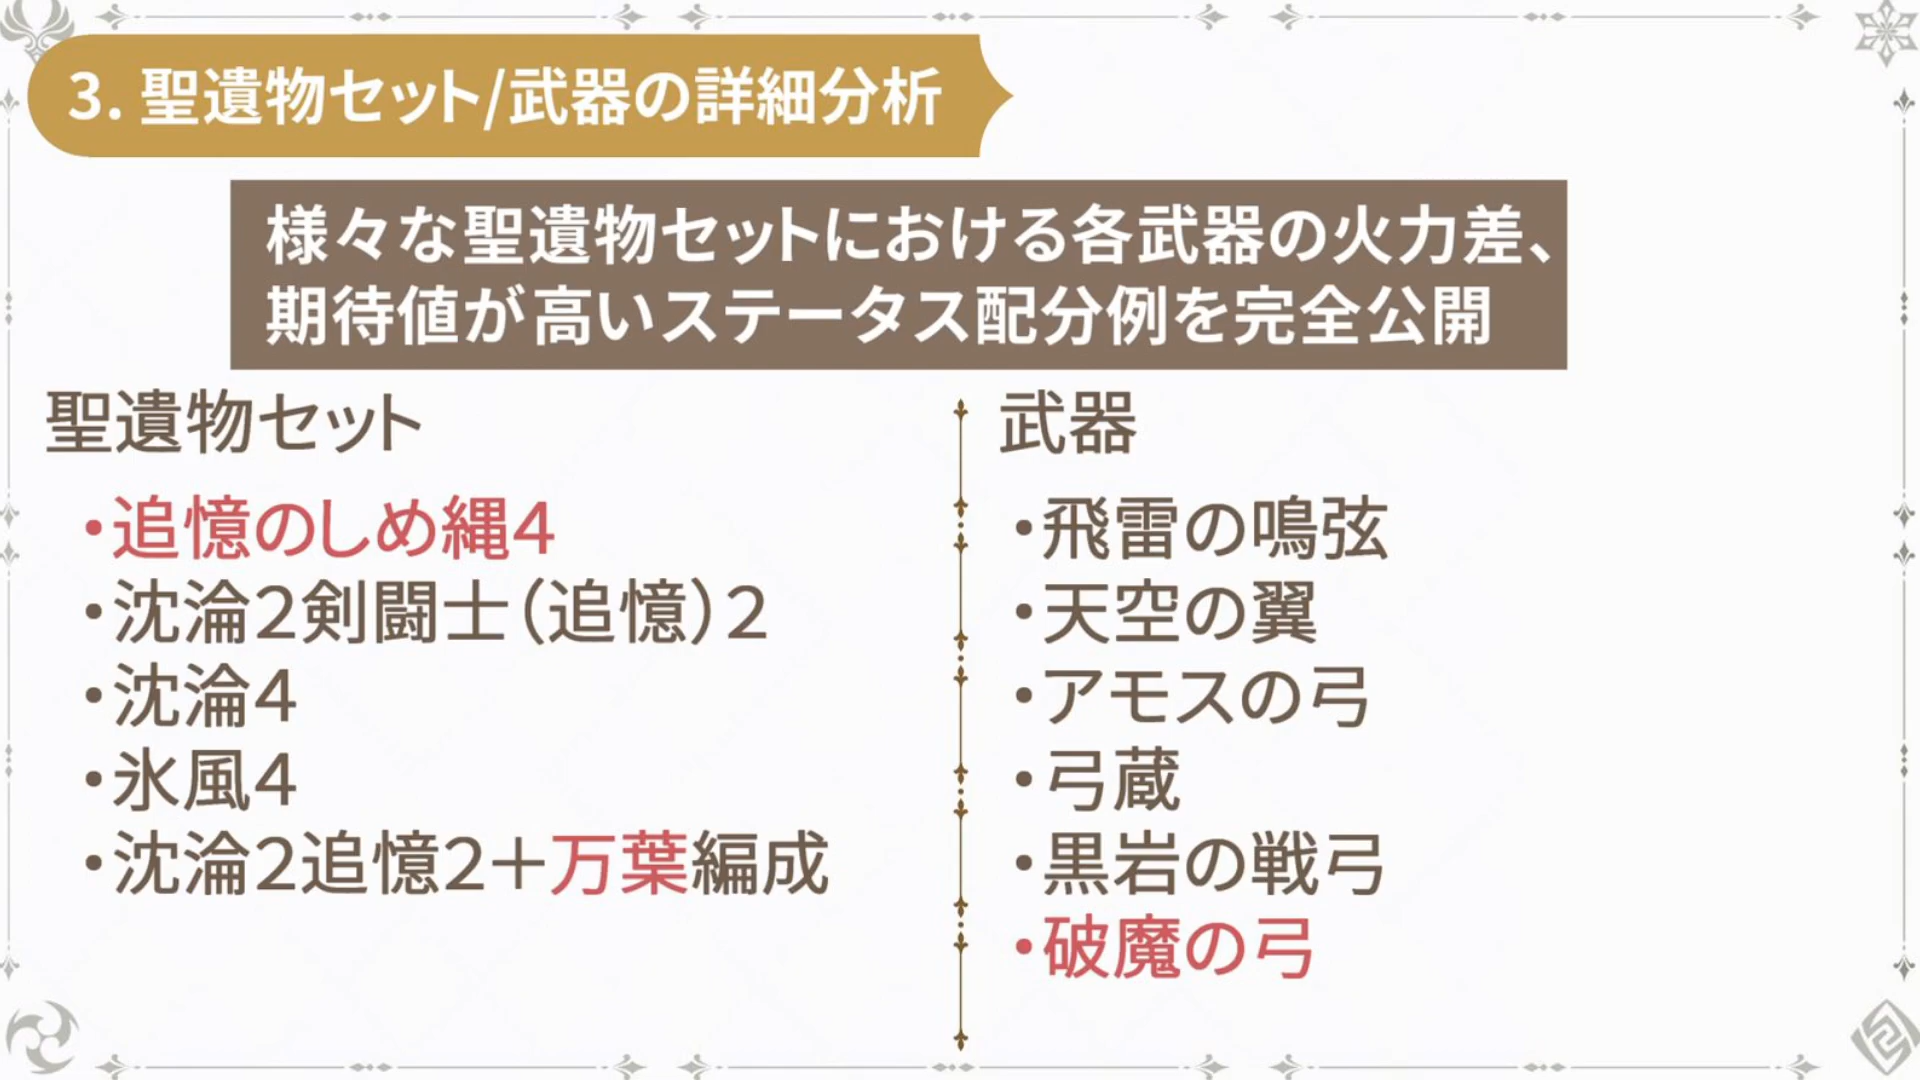 3. 聖遺物セット/武器の詳細分析
様々な聖遺物セットにおける各武器の火力差、
期待値が高いステータス配分例を完全公開
聖遺物セット
・追憶のしめ縄４
・沈淪２剣闘士（追憶）２
・沈淪４
・氷風４
・沈淪２追憶２＋万葉編成
武器
・飛雷の鳴弦
・天空の翼
・アモスの弓
・弓蔵
・黒岩の戦弓
・破魔の弓